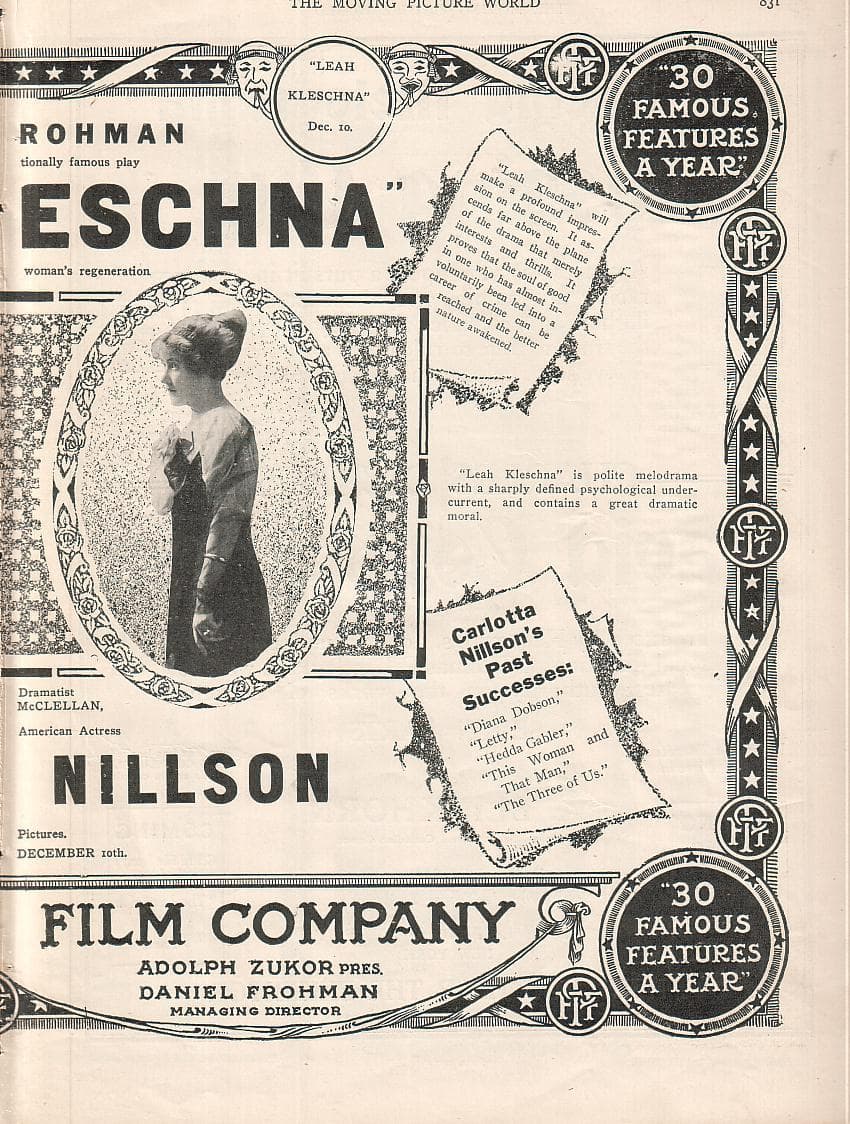 THE MOVING PICTURE WORLD 831
"LEAH
KLESCHNA"
Dec. 10.
"30
FAMOUS
FEATURES
A YEAR"
ROHMAN
tionally famous play
ESCHNA"
woman's regeneration
"Leah Kleschna" will
make a profound impres-
sion on the screen. It as-
cends far above the plane
of the drama that merely
interests and thrills. It
proves that the soul of good
in one who has almost in-
voluntarily been led into a
career of crime can be
reached and the better
nature awakened.
"Leah Kleschna" is polite melodrama
with a sharply defined psychological under-
current, and contains a great dramatic
moral.
Carlotta
Nillson's
Past
Successes:
"Diana Dobson,"
"Letty,"
"Hedda Gabler,"
"This Woman and
That Man,"
"The Three of Us."
Dramatist
McCLELLAN,
American Actress
NILLSON
Pictures.
DECEMBER 10th.
FILM COMPANY
ADOLPH ZUKOR PRES.
DANIEL FROHMAN
MANAGING DIRECTOR
"30
FAMOUS
FEATURES
A YEAR"